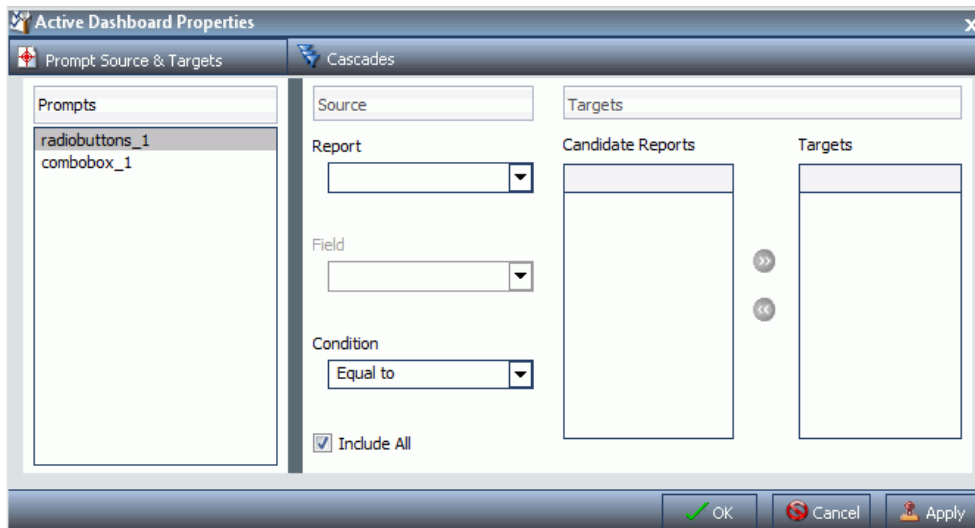 Active Dashboard Properties
x
Prompt Source & Targets
Cascades
Prompts
radiobuttons_1
combobox_1
Source
Report
Field
Condition
Equal to
Include All
Targets
Candidate Reports
Targets
OK
Cancel
Apply